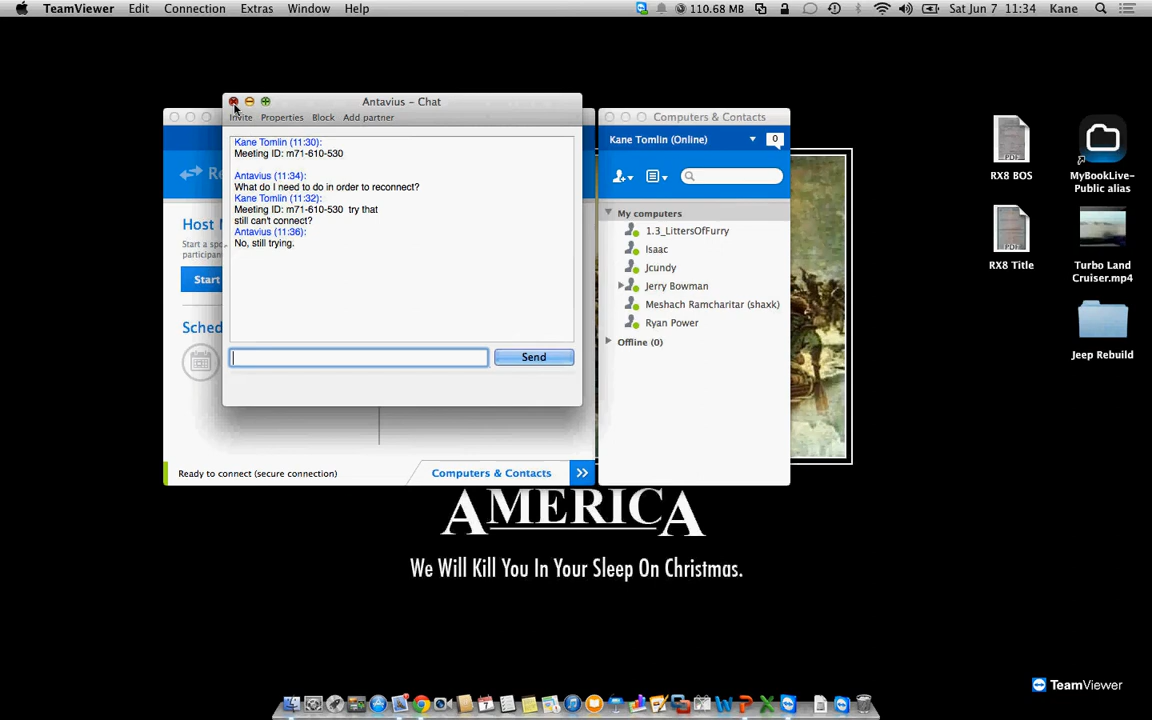 TeamViewer Edit Connection Extras Window Help
110.68 MB
Sat Jun 7 11:34 Kane
Antavius – Chat
Invite Properties Block Add partner
Kane Tomlin (11:30):
Meeting ID: m71-610-530
Antavius (11:34):
What do I need to do in order to reconnect?
Kane Tomlin (11:32):
Meeting ID: m71-610-530 try that
still can't connect?
Antavius (11:36):
No, still trying.
Send
Host
Start a
participan
Start
Sched
Ready to connect (secure connection)
Computers & Contacts
Computers & Contacts
Kane Tomlin (Online)
0
My computers
1.3_LittersOfFurry
Isaac
Jcundy
Jerry Bowman
Meshach Ramcharitar (shaxk)
Ryan Power
Offline (0)
PDF
RX8 BOS
MyBookLive-
Public alias
PDF
RX8 Title
Turbo Land
Cruiser.mp4
Jeep Rebuild
AMERICA
We Will Kill You In Your Sleep On Christmas.
TeamViewer